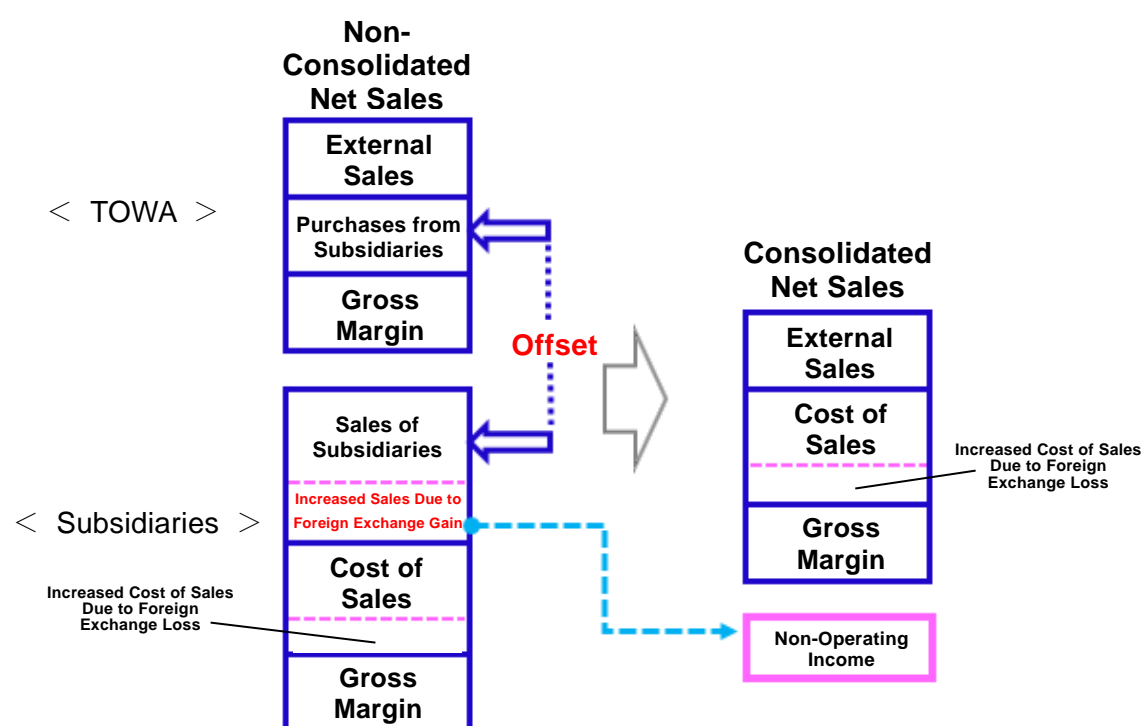 Non-
Consolidated
Net Sales
External
Sales
< TOWA >
Purchases from
Subsidiaries
Gross
Margin
Offset
Sales of
Subsidiaries
Increased Sales Due to
Foreign Exchange Gain
< Subsidiaries >
Cost of
Sales
Increased Cost of Sales
Due to Foreign
Exchange Loss
Gross
Margin
Consolidated
Net Sales
External
Sales
Cost of
Sales
Increased Cost of Sales
Due to Foreign
Exchange Loss
Gross
Margin
Non-Operating
Income